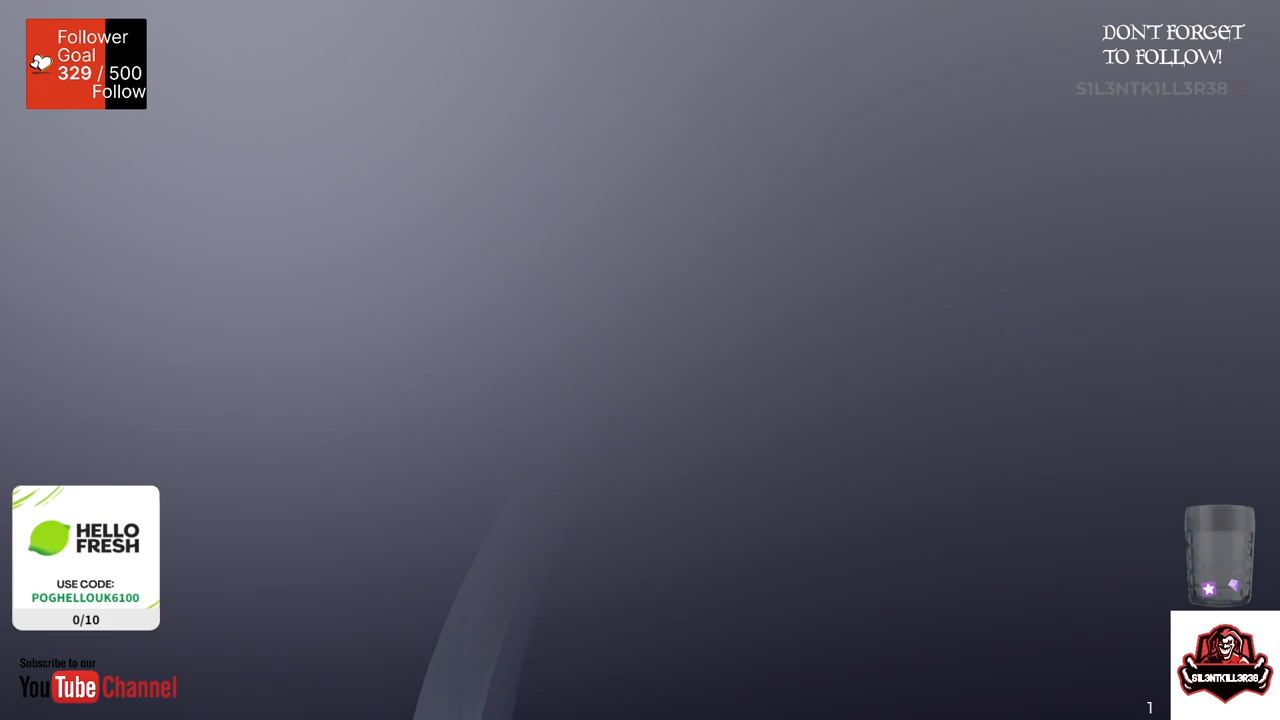 Follower
Goal
329 / 500
Follow
DON'T FORGET
TO FOLLOW!
S1L3NTK1LL3R38
HELLO
FRESH
USE CODE:
POGHELLOUK6100
0/10
Subscribe to our
YouTube Channel
1
S1L3NTK1LL3R38